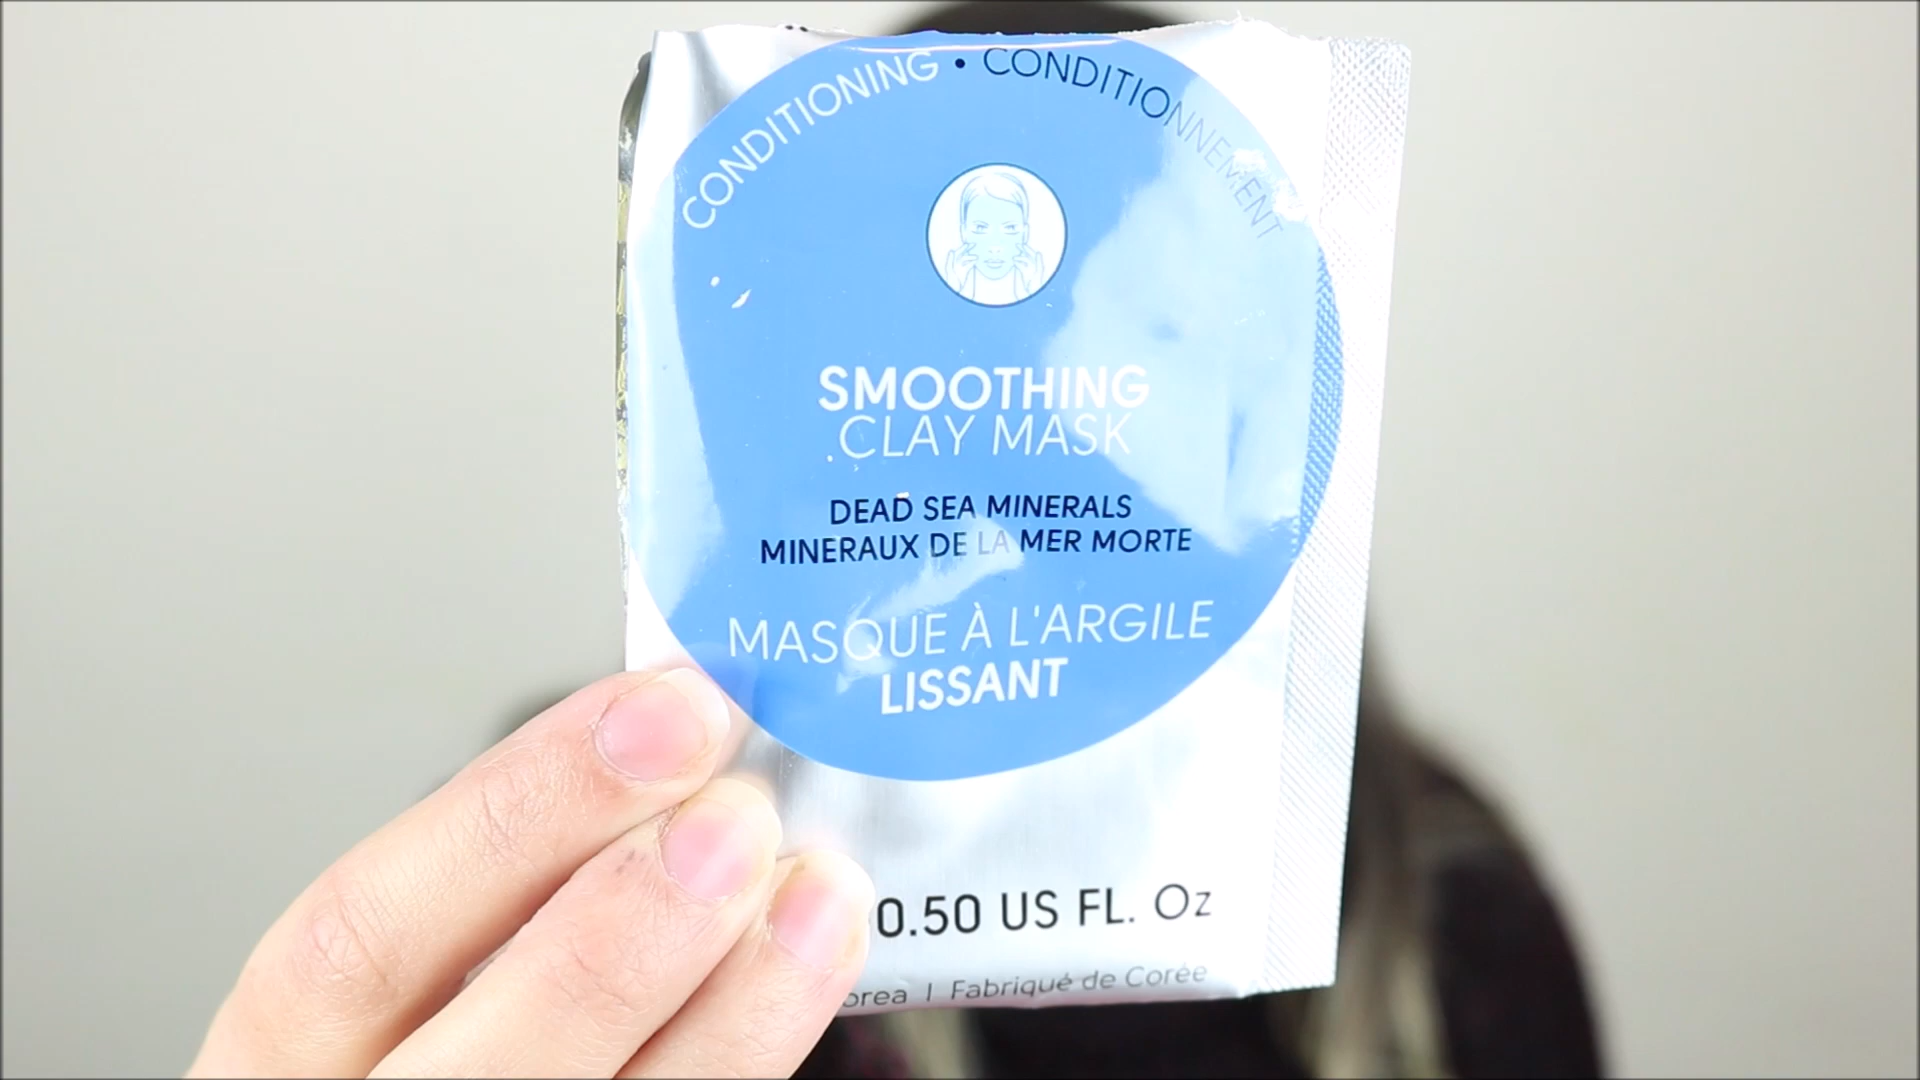 CONDITIONING • CONDITIONNEMENT
SMOOTHING
CLAY MASK
DEAD SEA MINERALS
MINERAUX DE LA MER MORTE
MASQUE À L'ARGILE
LISSANT
0.50 US FL. Oz
| Fabriqué de Corée